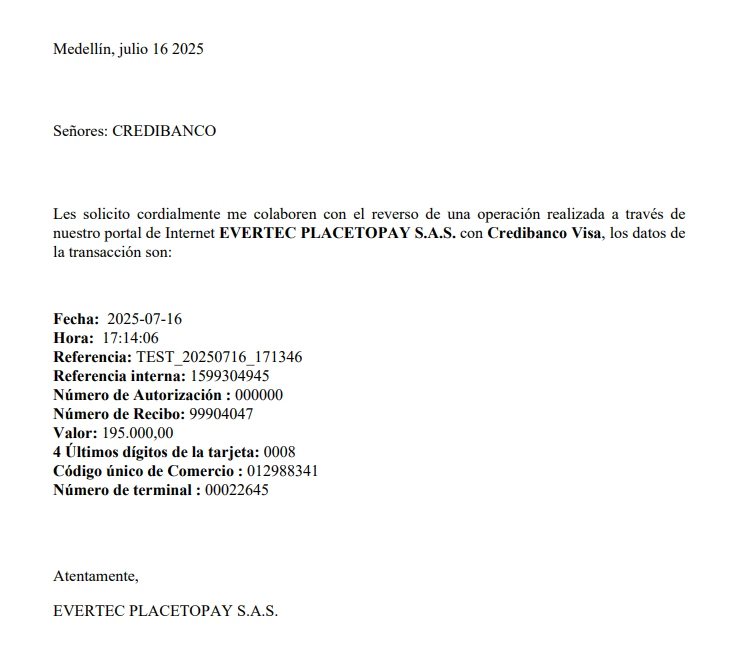 Medellín, julio 16 2025
Señores: CREDIBANCO
Les solicito cordialmente me colaboren con el reverso de una operación realizada a través de
nuestro portal de Internet EVERTEC PLACETOPAY S.A.S. con Credibanco Visa, los datos de
la transacción son:
Fecha: 2025-07-16
Hora: 17:14:06
Referencia: TEST_20250716_171346
Referencia interna: 1599304945
Número de Autorización : 000000
Número de Recibo: 99904047
Valor: 195.000,00
4 Últimos dígitos de la tarjeta: 0008
Código único de Comercio : 012988341
Número de terminal : 00022645
Atentamente,
EVERTEC PLACETOPAY S.A.S.